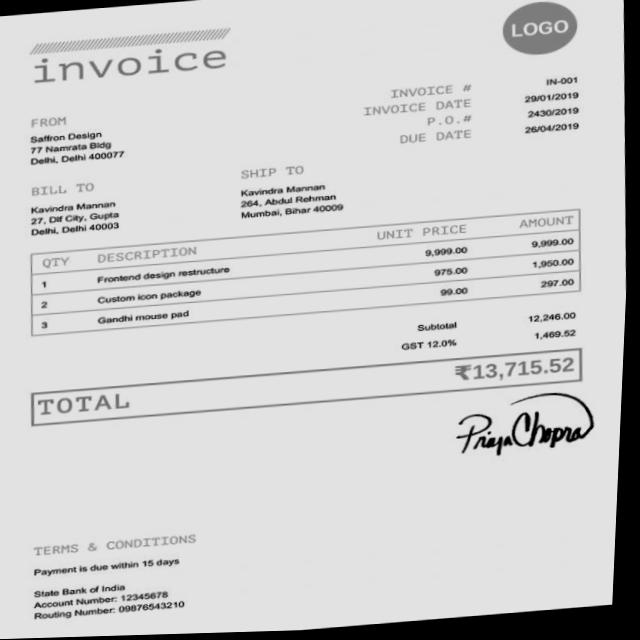 LOGO
invoice
INVOICE # IN-001
INVOICE DATE 29/01/2019
P.O.# 2430/2019
DUE DATE 26/04/2019
FROM
Saffron Design
77 Namrata Bldg
Delhi, Delhi 400077
BILL TO
Kavindra Mannan
27, Dlf City, Gupta
Delhi, Delhi 40003
SHIP TO
Kavindra Mannan
264, Abdul Rehman
Mumbai, Bihar 40009
QTY DESCRIPTION UNIT PRICE AMOUNT
1 Frontend design restructure 9,999.00 9,999.00
2 Custom icon package 975.00 1,950.00
3 Gandhi mouse pad 99.00 297.00
Subtotal 12,246.00
GST 12.0% 1,469.52
TOTAL ₹13,715.52
Priya Chopra
TERMS & CONDITIONS
Payment is due within 15 days
State Bank of India
Account Number: 12345678
Routing Number: 09876543210